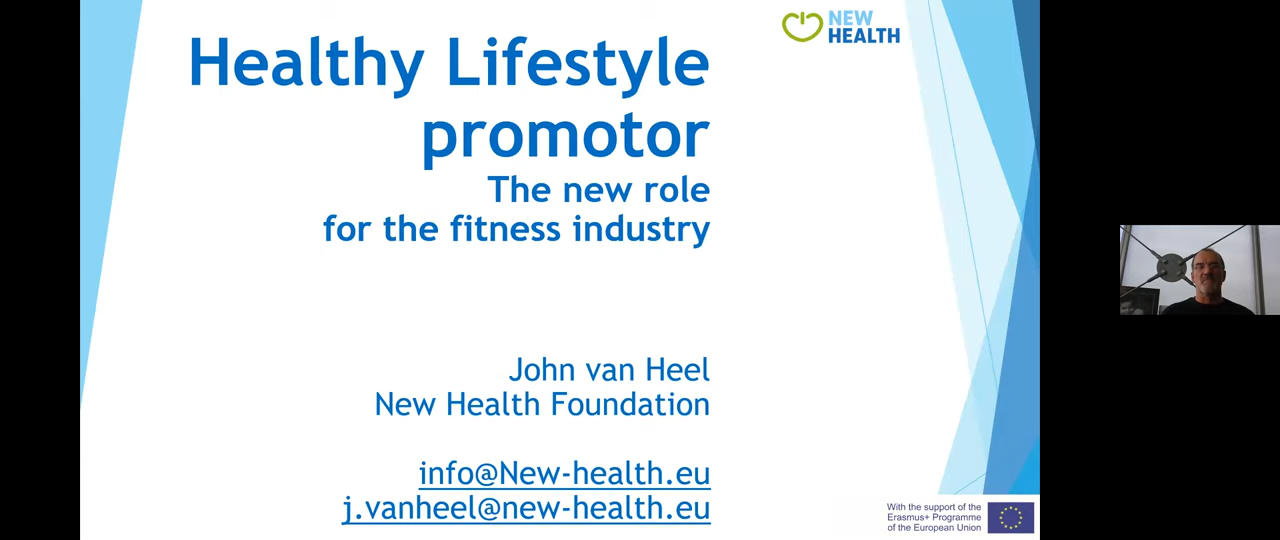 NEW
HEALTH
Healthy Lifestyle
promotor
The new role
for the fitness industry
John van Heel
New Health Foundation
info@New-health.eu
j.vanheel@new-health.eu
With the support of the
Erasmus+ Programme
of the European Union